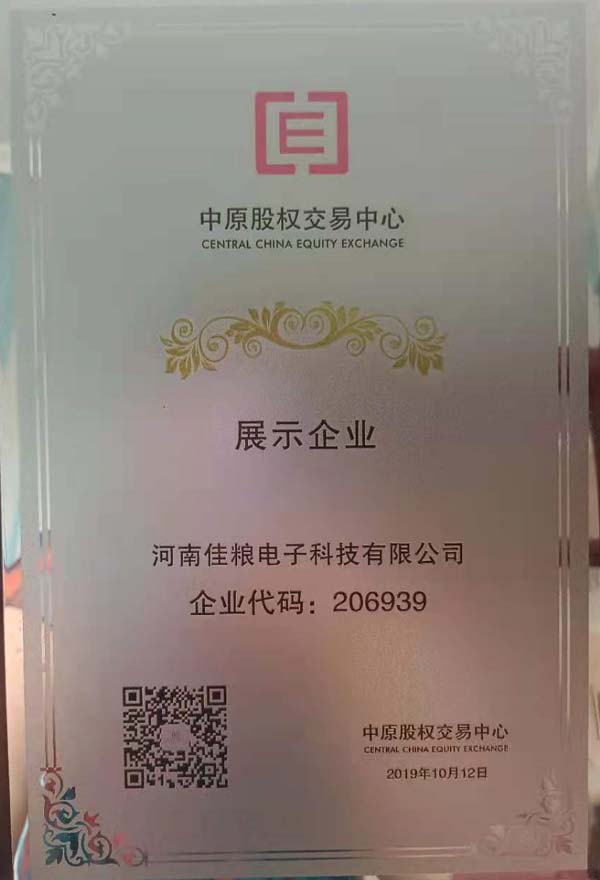 中原股权交易中心
CENTRAL CHINA EQUITY EXCHANGE
展示企业
河南佳粮电子科技有限公司
企业代码：206939
中原股权交易中心
CENTRAL CHINA EQUITY EXCHANGE
2019年10月12日